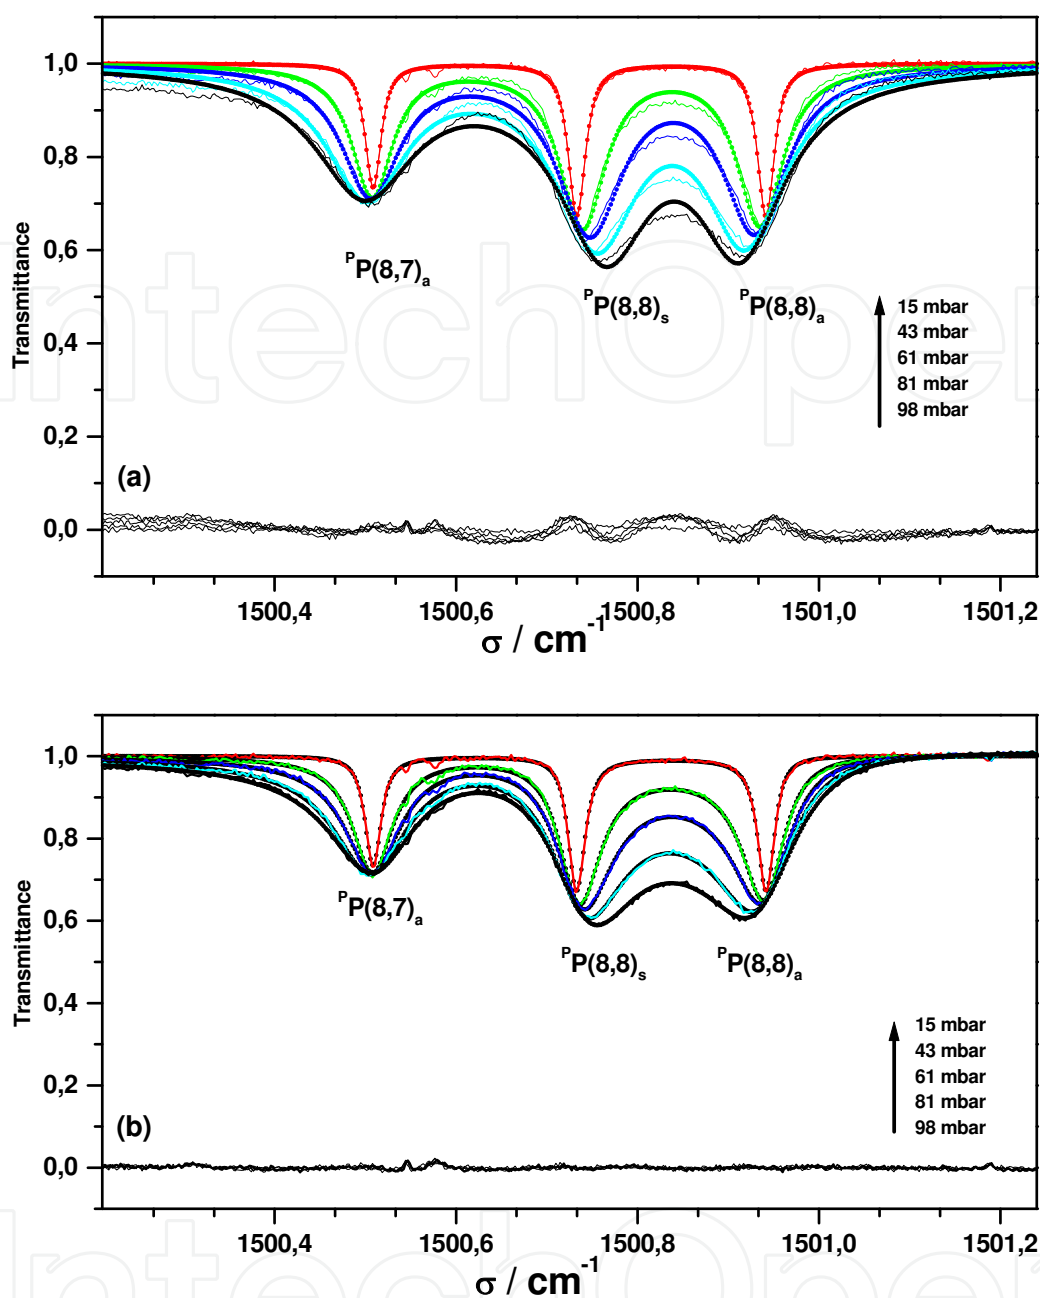 1,0
0,8
0,6
0,4
0,2
0,0
Transmittance
PP(8,7)a
PP(8,8)s
PP(8,8)a
15 mbar
43 mbar
61 mbar
81 mbar
98 mbar
(a)
1500,4 1500,6 1500,8 1501,0 1501,2
σ / cm-1
IntechOpen
1,0
0,8
0,6
0,4
0,2
0,0
Transmittance
PP(8,7)a
PP(8,8)s
PP(8,8)a
15 mbar
43 mbar
61 mbar
81 mbar
98 mbar
(b)
1500,4 1500,6 1500,8 1501,0 1501,2
σ / cm-1